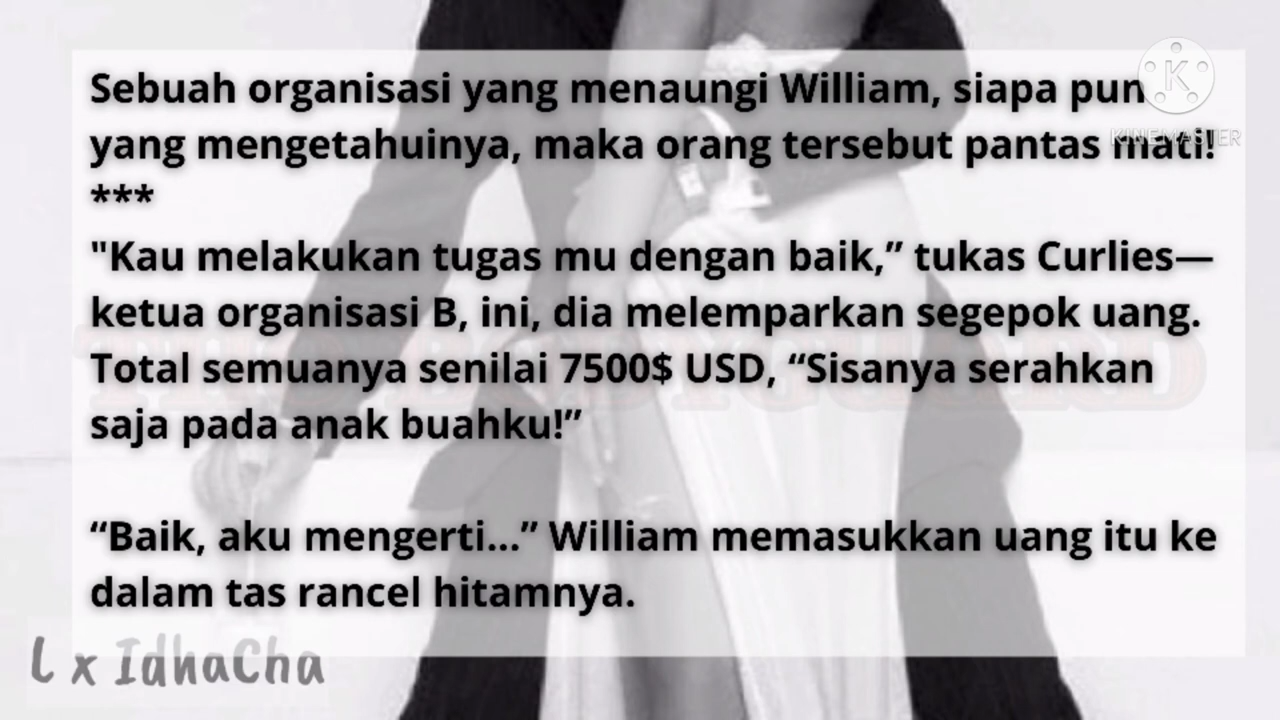 Sebuah organisasi yang menaungi William, siapa pun
yang mengetahuinya, maka orang tersebut pantas mati!
***
"Kau melakukan tugas mu dengan baik,” tukas Curlies—
ketua organisasi B, ini, dia melemparkan segepok uang.
Total semuanya senilai 7500$ USD, “Sisanya serahkan
saja pada anak buahku!”
“Baik, aku mengerti...” William memasukkan uang itu ke
dalam tas rancel hitamnya.
K
KINEMASTER
L x IdhaCha